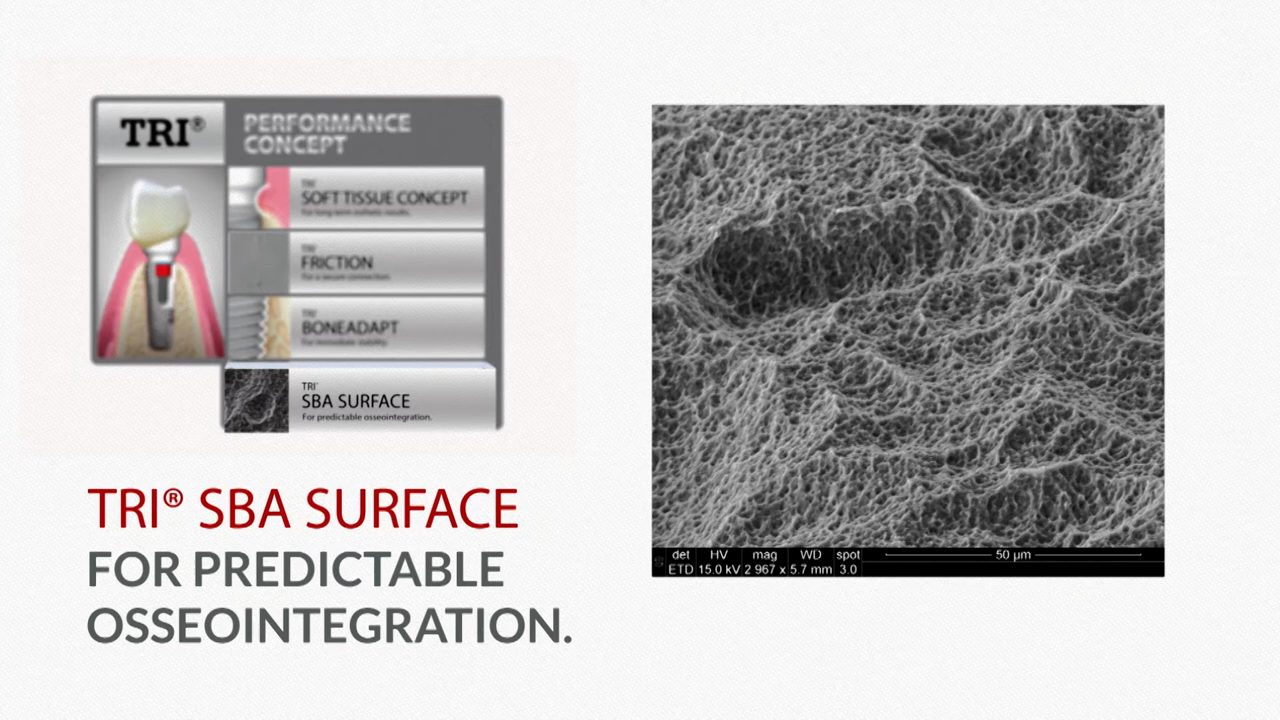 TRI®
PERFORMANCE
CONCEPT
TRI®
SOFT TISSUE CONCEPT
For long term esthetic results.
TRI®
FRICTION
For a secure connection.
TRI®
BONEADAPT
For immediate stability.
TRI®
SBA SURFACE
For predictable osseointegration.
TRI® SBA SURFACE
FOR PREDICTABLE
OSSEOINTEGRATION.
det HV mag WD spot 50 µm
ETD 15.0 kV 2 967 x 5.7 mm 3.0